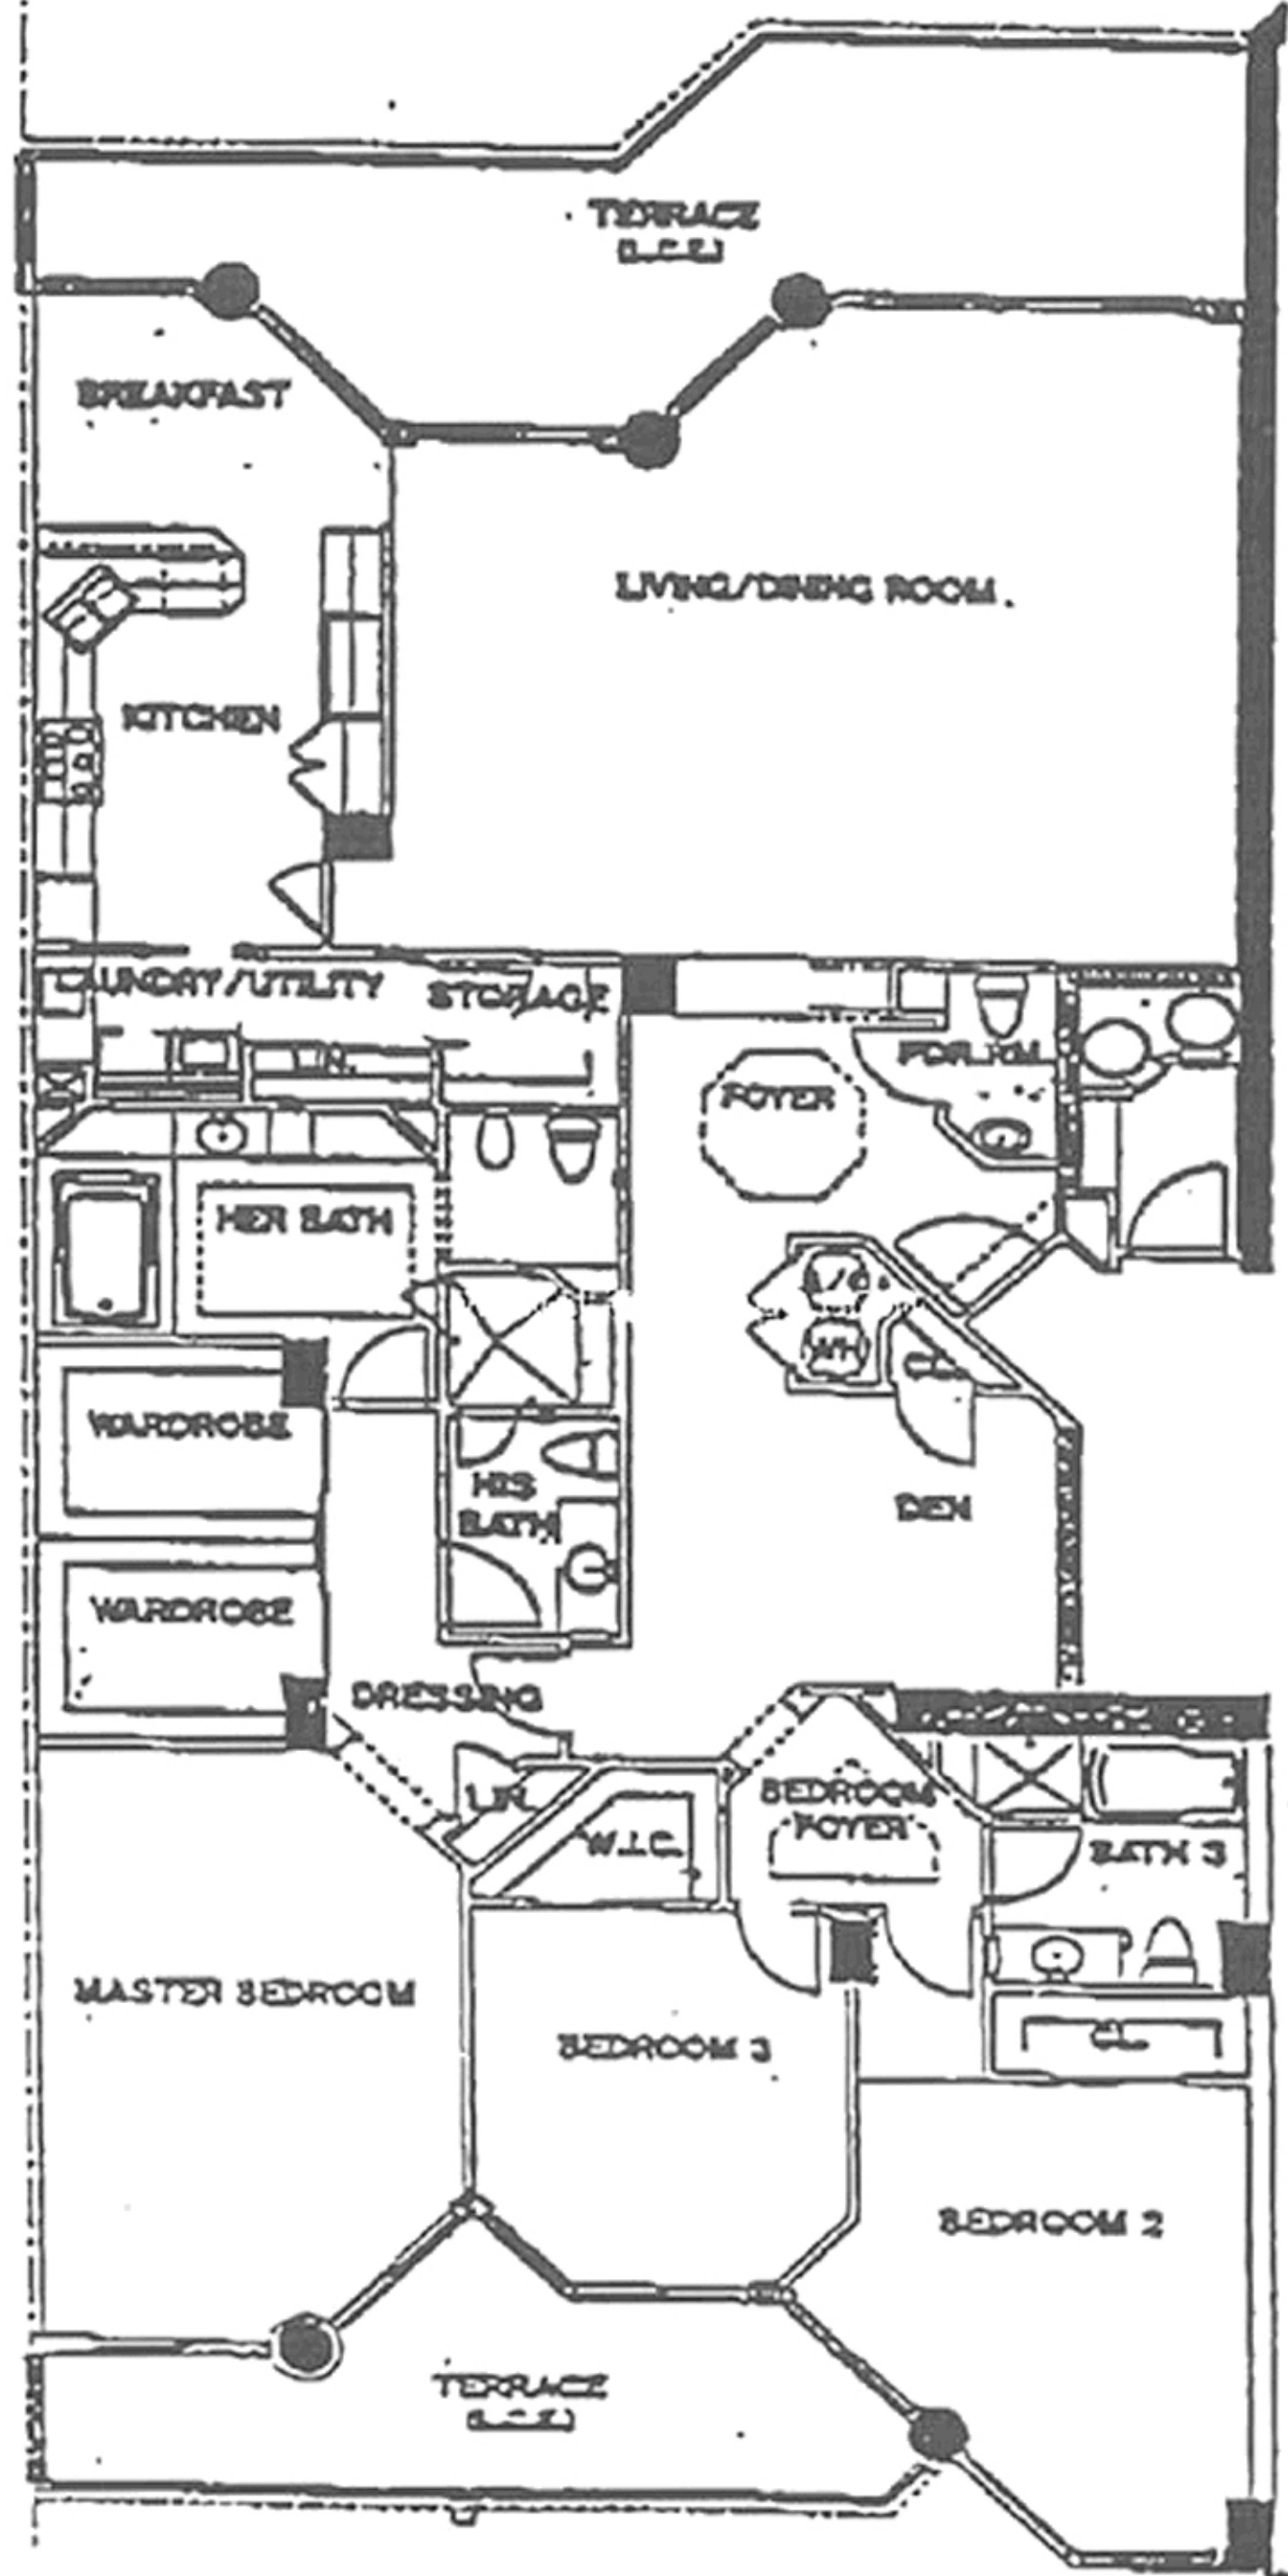 TERRACE
BREAKFAST
LIVING/DINING ROOM
KITCHEN
LAUNDRY/UTILITY
STORAGE
PDR.RM.
FOYER
HER BATH
A/C
WH
CL
WARDROBE
HIS
BATH
DEN
WARDROBE
DRESSING
LIN.
BEDROOM
FOYER
W.I.C.
BATH 3
MASTER BEDROOM
BEDROOM 3
CL
BEDROOM 2
TERRACE